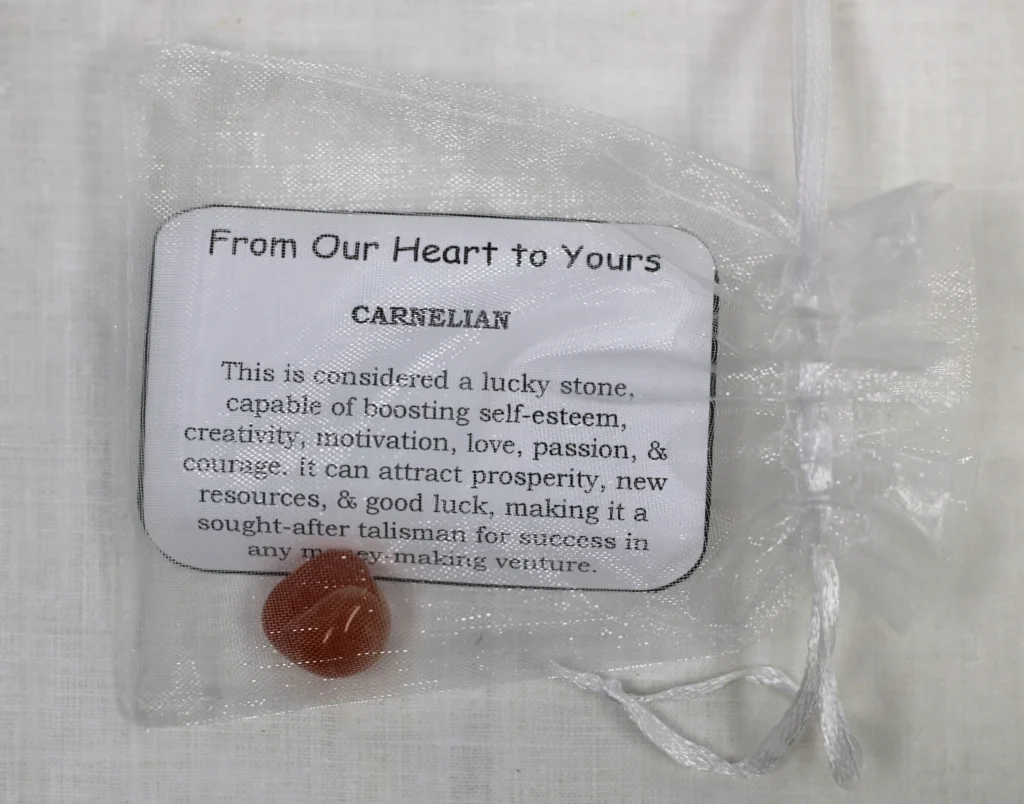 From Our Heart to Yours
CARNELIAN
This is considered a lucky stone,
capable of boosting self-esteem,
creativity, motivation, love, passion, &
courage. it can attract prosperity, new
resources, & good luck, making it a
sought-after talisman for success in
any money-making venture.